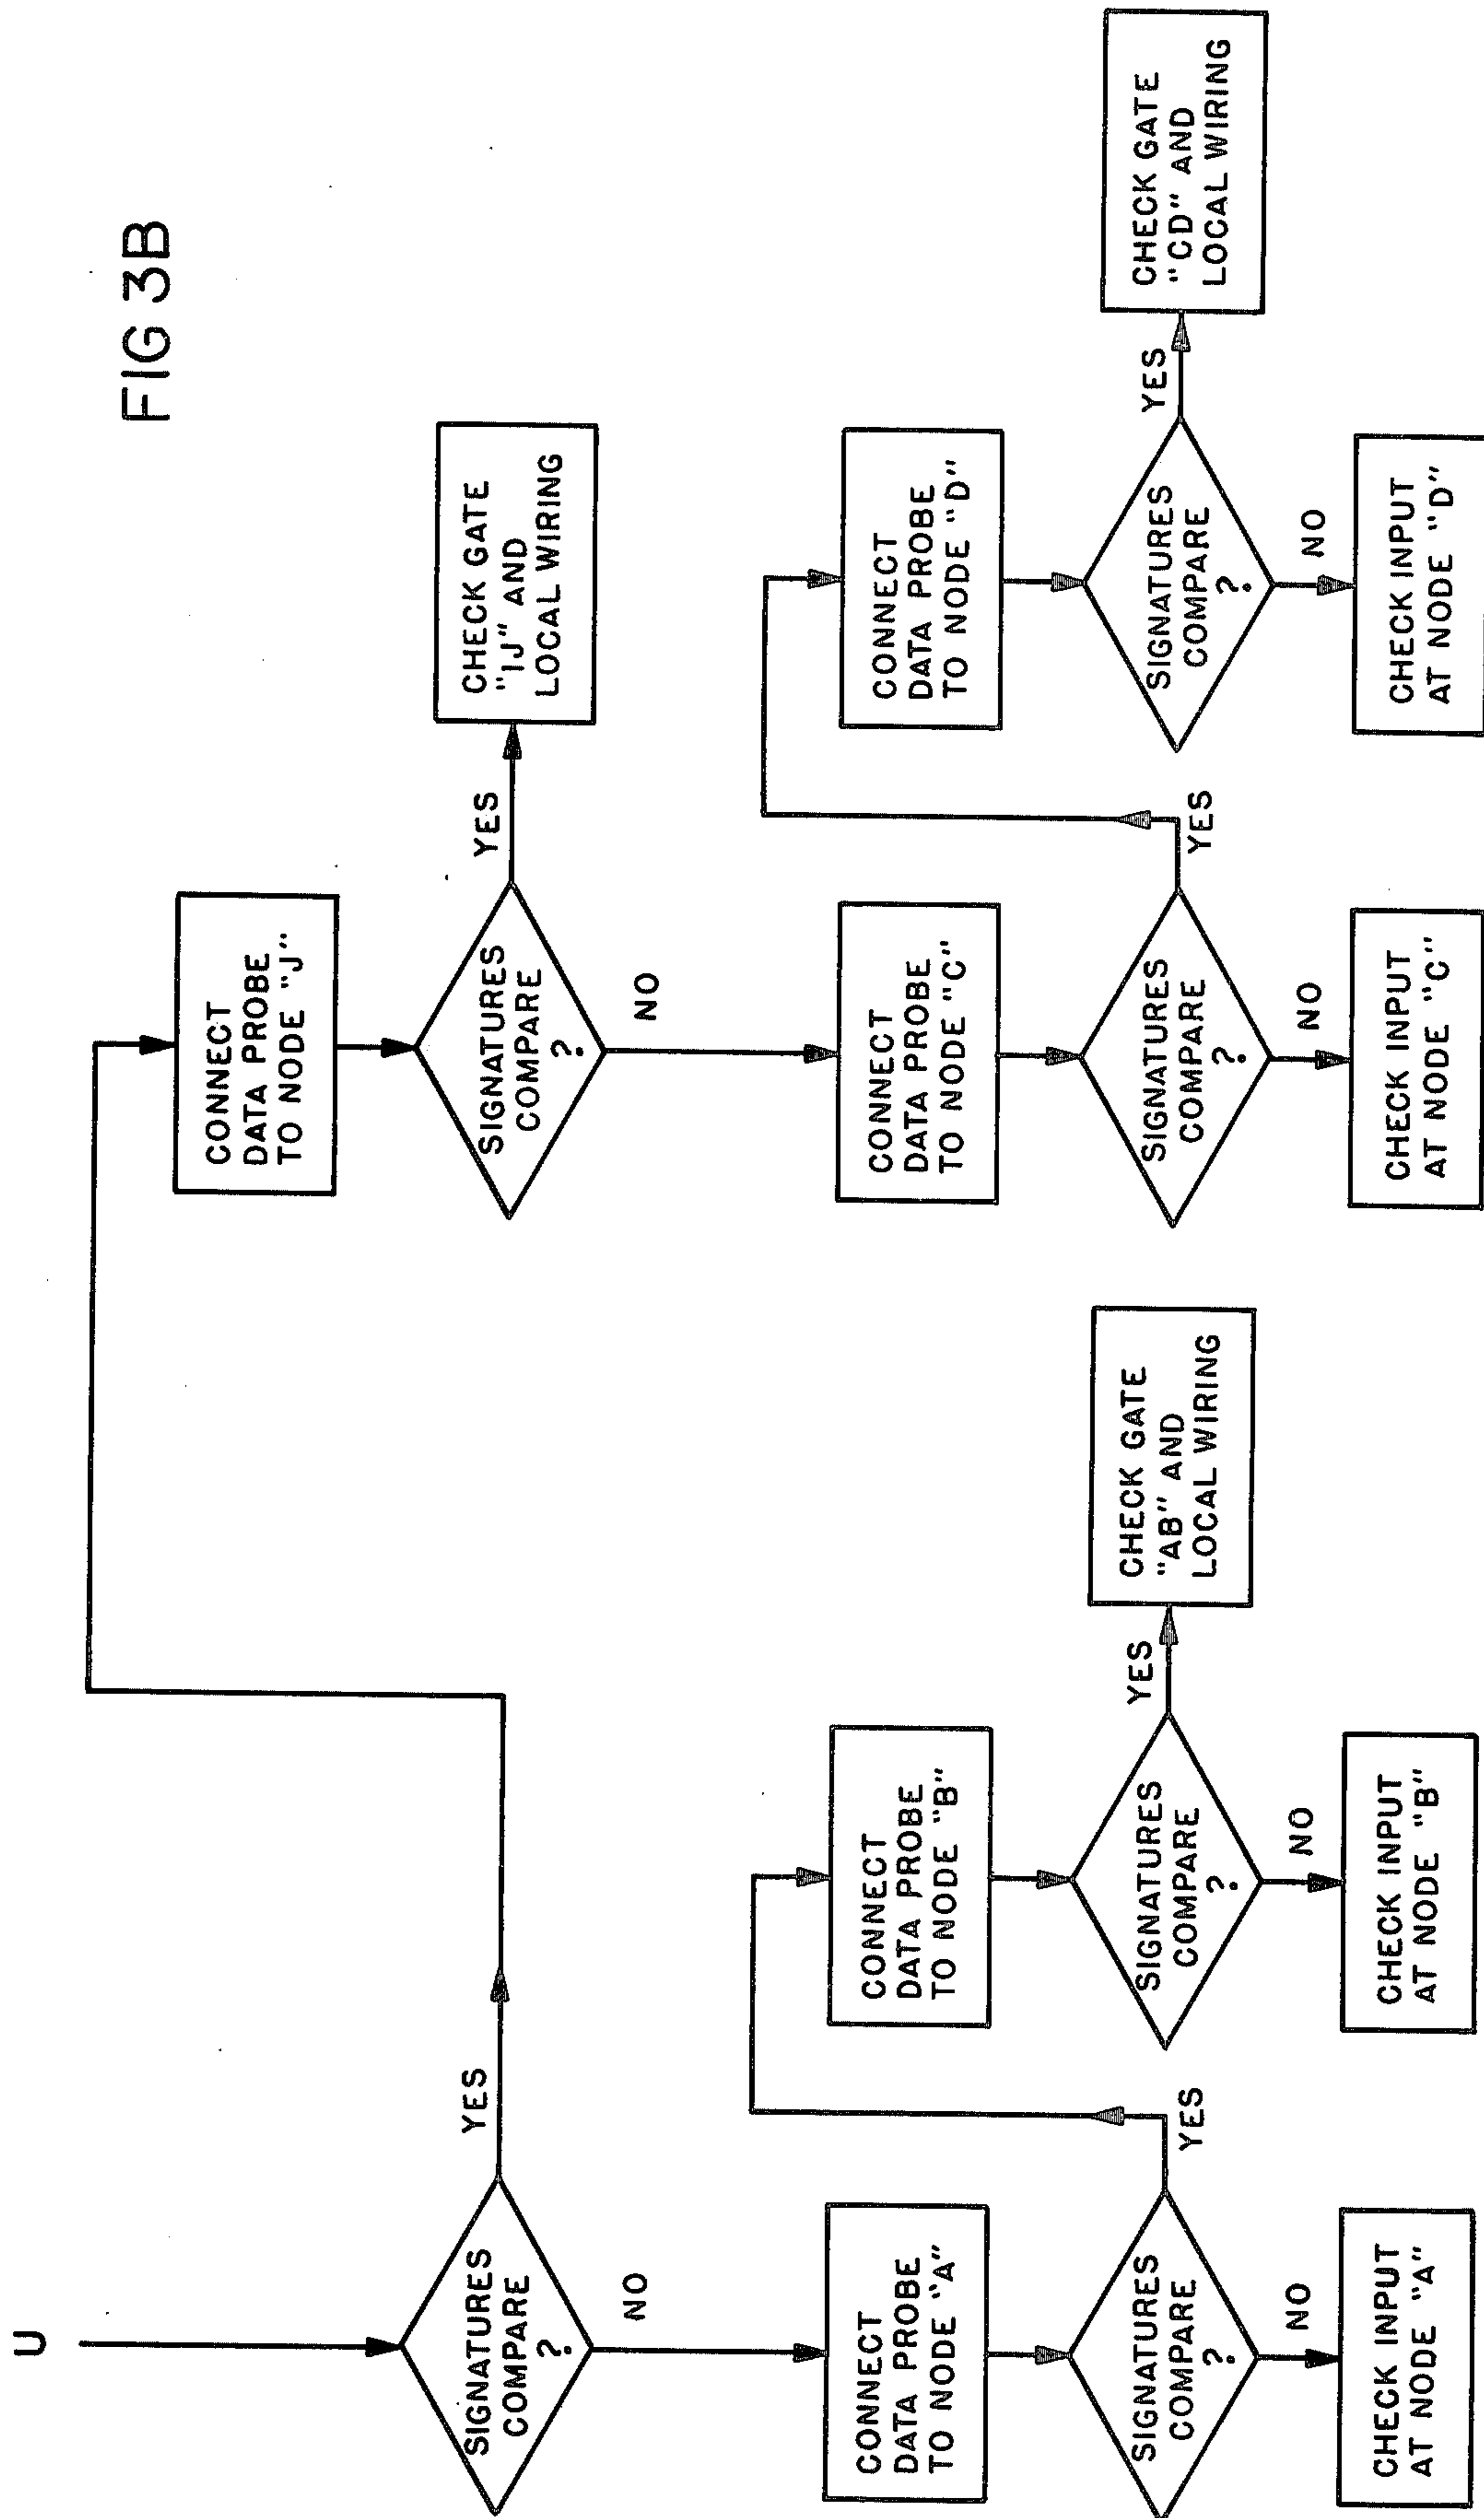 FIG 3B
U
SIGNATURES
COMPARE
?
YES
NO
CONNECT
DATA PROBE
TO NODE "J"
SIGNATURES
COMPARE
?
YES
NO
CHECK GATE
"IJ" AND
LOCAL WIRING
CONNECT
DATA PROBE
TO NODE "A"
SIGNATURES
COMPARE
?
YES
NO
CHECK INPUT
AT NODE "A"
CONNECT
DATA PROBE
TO NODE "B"
SIGNATURES
COMPARE
?
YES
NO
CHECK INPUT
AT NODE "B"
CHECK GATE
"AB" AND
LOCAL WIRING
CONNECT
DATA PROBE
TO NODE "C"
SIGNATURES
COMPARE
?
YES
NO
CHECK INPUT
AT NODE "C"
CONNECT
DATA PROBE
TO NODE "D"
SIGNATURES
COMPARE
?
YES
NO
CHECK INPUT
AT NODE "D"
CHECK GATE
"CD" AND
LOCAL WIRING